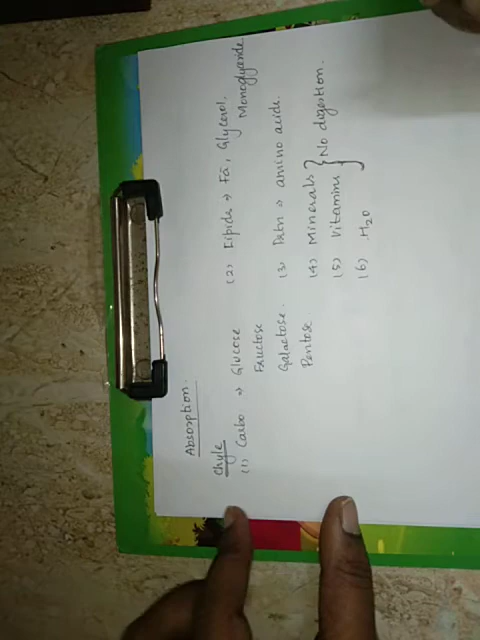 Absorption.
Chyle
(1) Carbo → Glucose
Fructose
Galactose.
Pentose
(2) Lipids → Fa, Glycerol.
Monoglyceride
(3) → amino acids.
(4) Minerals } No digestion.
(5) Vitamins
(6) H2O